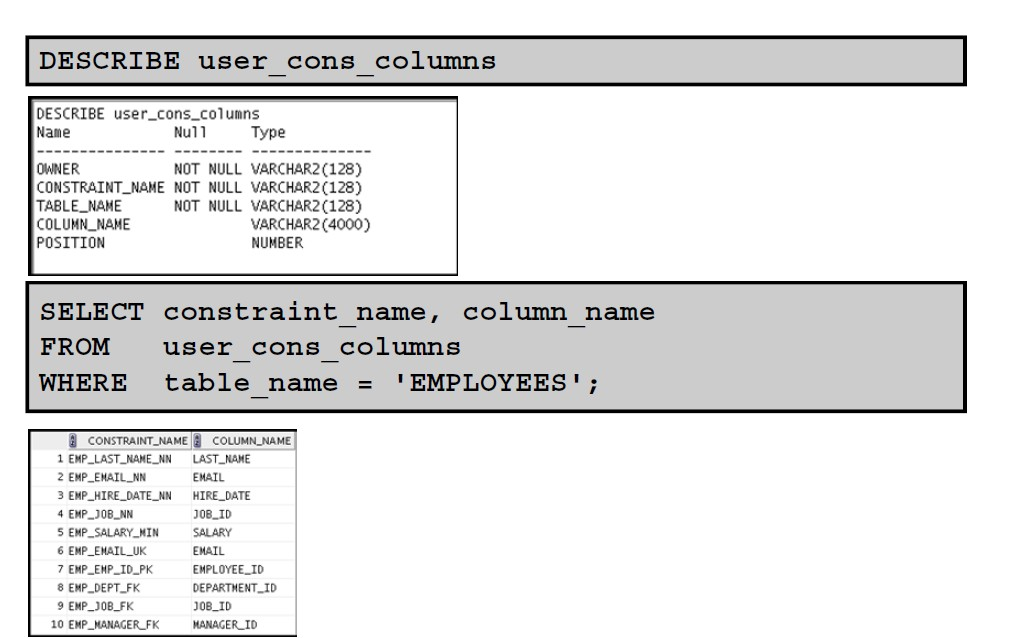 DESCRIBE user_cons_columns
DESCRIBE user_cons_columns
Name Null Type
--------------- -------- --------------
OWNER NOT NULL VARCHAR2(128)
CONSTRAINT_NAME NOT NULL VARCHAR2(128)
TABLE_NAME NOT NULL VARCHAR2(128)
COLUMN_NAME VARCHAR2(4000)
POSITION NUMBER
SELECT constraint_name, column_name
FROM user_cons_columns
WHERE table_name = 'EMPLOYEES';
CONSTRAINT_NAME COLUMN_NAME
1 EMP_LAST_NAME_NN LAST_NAME
2 EMP_EMAIL_NN EMAIL
3 EMP_HIRE_DATE_NN HIRE_DATE
4 EMP_JOB_NN JOB_ID
5 EMP_SALARY_MIN SALARY
6 EMP_EMAIL_UK EMAIL
7 EMP_EMP_ID_PK EMPLOYEE_ID
8 EMP_DEPT_FK DEPARTMENT_ID
9 EMP_JOB_FK JOB_ID
10 EMP_MANAGER_FK MANAGER_ID